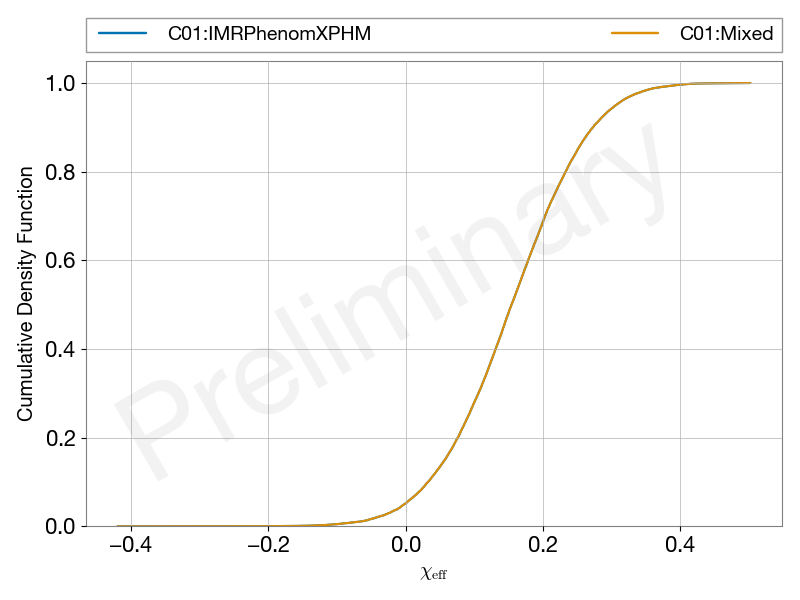 C01:IMRPhenomXPHM C01:Mixed
Cumulative Density Function
1.0
0.8
0.6
0.4
0.2
0.0
−0.4 −0.2 0.0 0.2 0.4
χeff
Preliminary